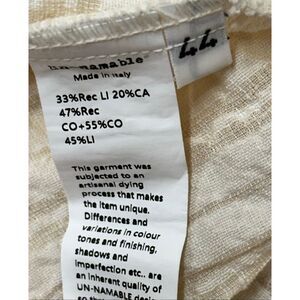 un-namable
Made in Italy
44
33%Rec LI 20%CA
47%Rec
CO+55%CO
45%LI
This garment was
subjected to an
artisanal dying
process that makes
the item unique.
Differences and
variations in colour
tones and finishing,
shadows and
imperfection etc.. are
an inherent quality of
UN-NAMABLE